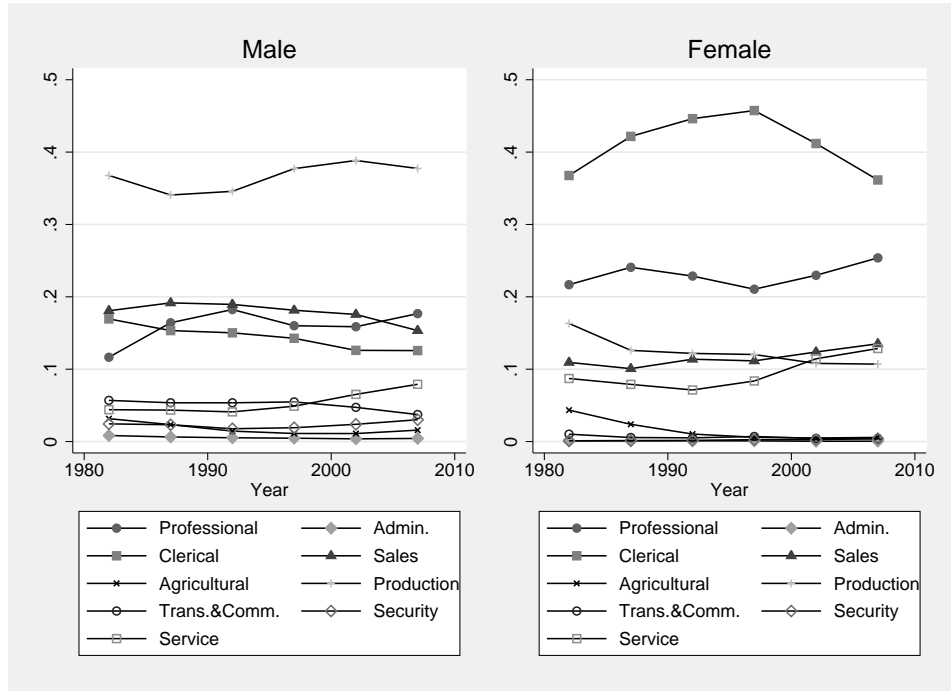 Male
.5
.4
.3
.2
.1
0
1980 1990 2000 2010
Year
Professional Admin.
Clerical Sales
Agricultural Production
Trans.&Comm. Security
Service
Female
.5
.4
.3
.2
.1
0
1980 1990 2000 2010
Year
Professional Admin.
Clerical Sales
Agricultural Production
Trans.&Comm. Security
Service